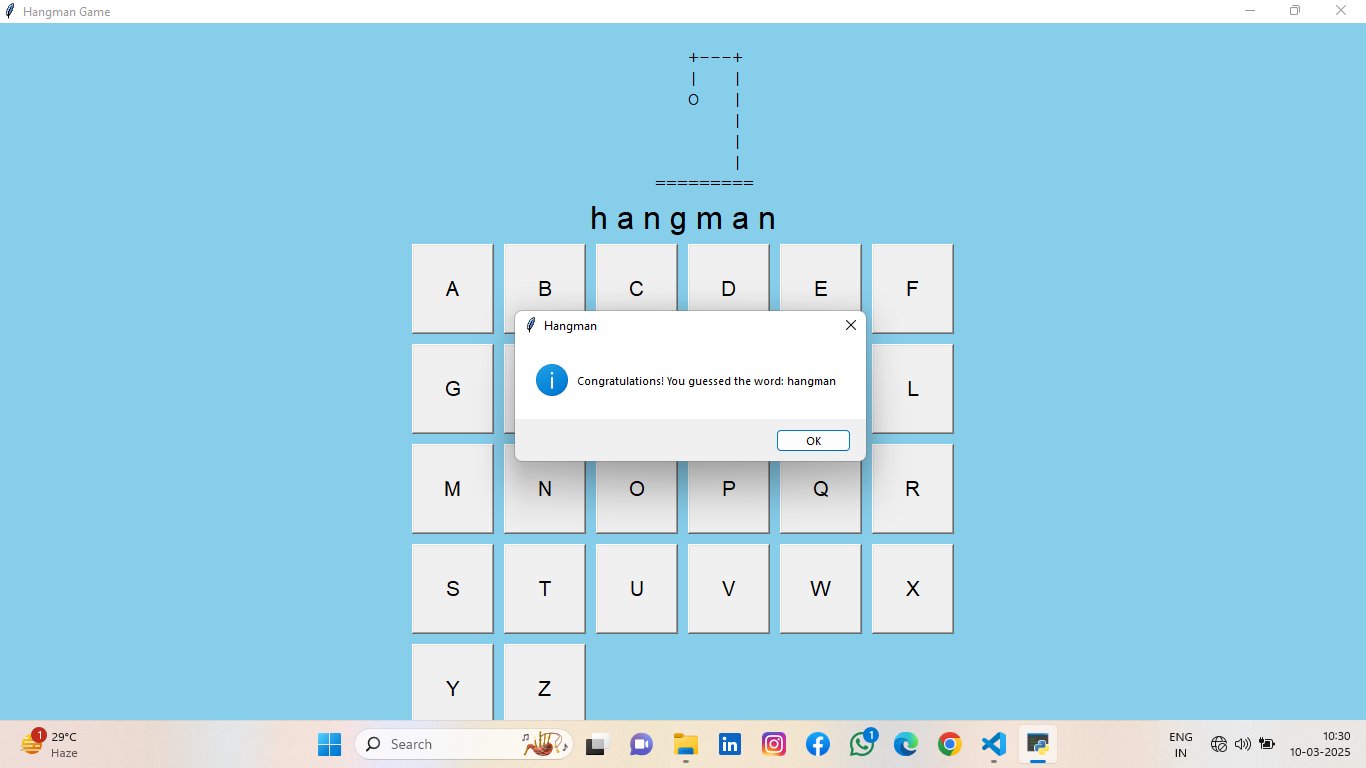 Hangman Game
+---+
|   |
O   |
    |
    |
    |
=========
h a n g m a n
A B C D E F
Hangman
G L
Congratulations! You guessed the word: hangman
OK
M N O P Q R
S T U V W X
Y Z
1 29°C
Haze
Search
1
ENG
IN
10:30
10-03-2025